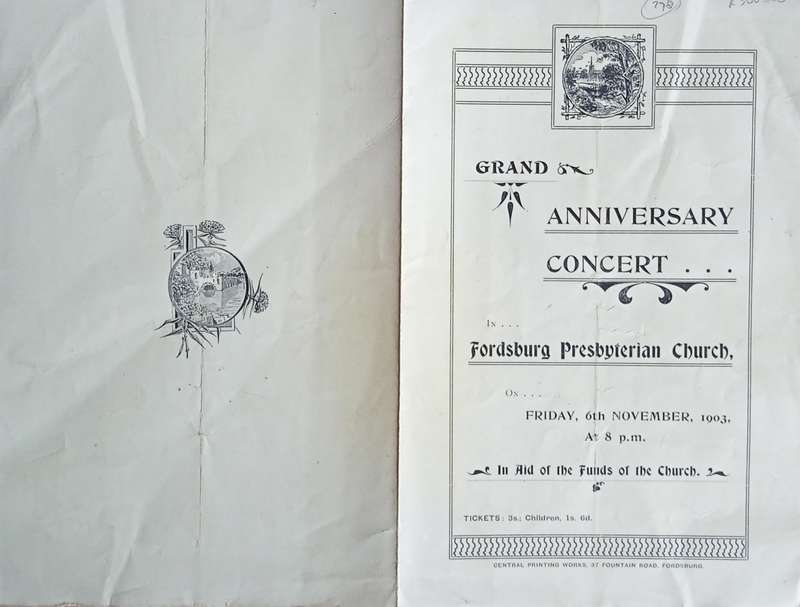 (778)
GRAND
ANNIVERSARY
CONCERT . . .
In . . .
Fordsburg Presbyterian Church,
On . . . .
FRIDAY, 6th NOVEMBER, 1903,
At 8 p.m.
In Aid of the Funds of the Church.
TICKETS: 3s.; Children, 1s. 6d.
CENTRAL PRINTING WORKS, 37 FOUNTAIN ROAD, FORDSBURG.